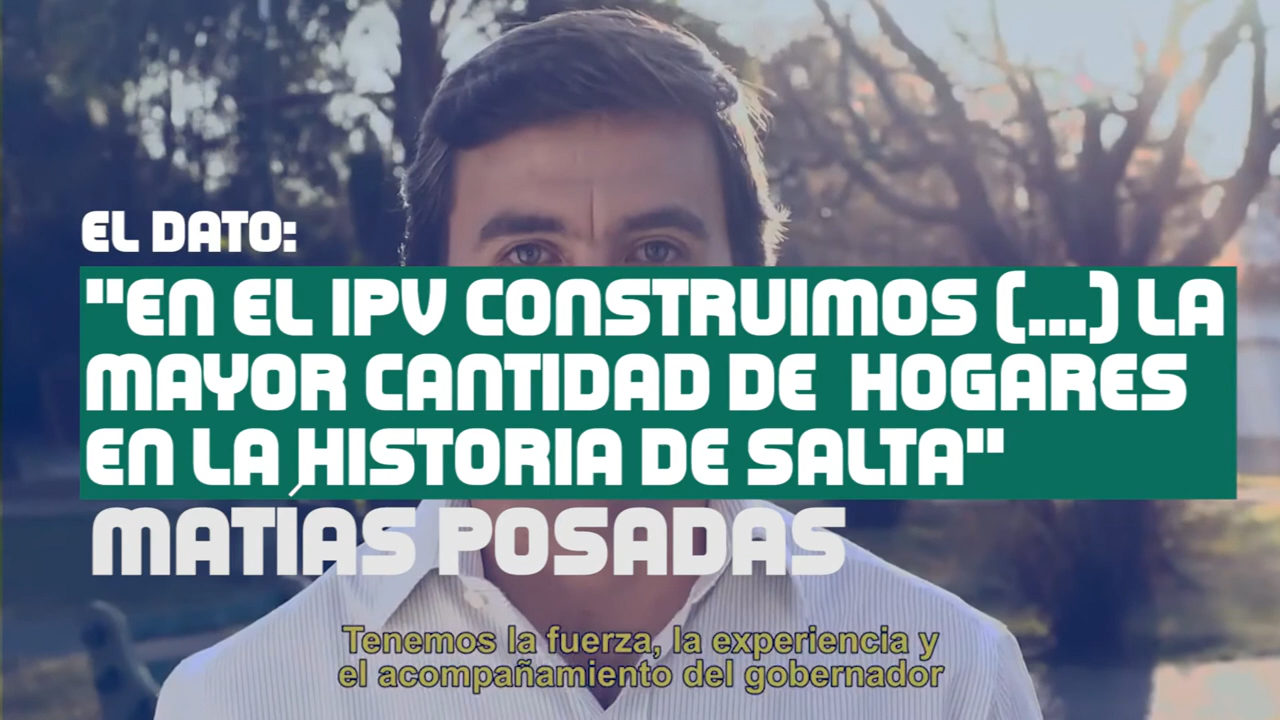 EL DATO:
"EN EL IPV CONSTRUIMOS (...) LA
MAYOR CANTIDAD DE HOGARES
EN LA HISTORIA DE SALTA"
MATÍAS POSADAS
Tenemos la fuerza, la experiencia y
el acompañamiento del gobernador